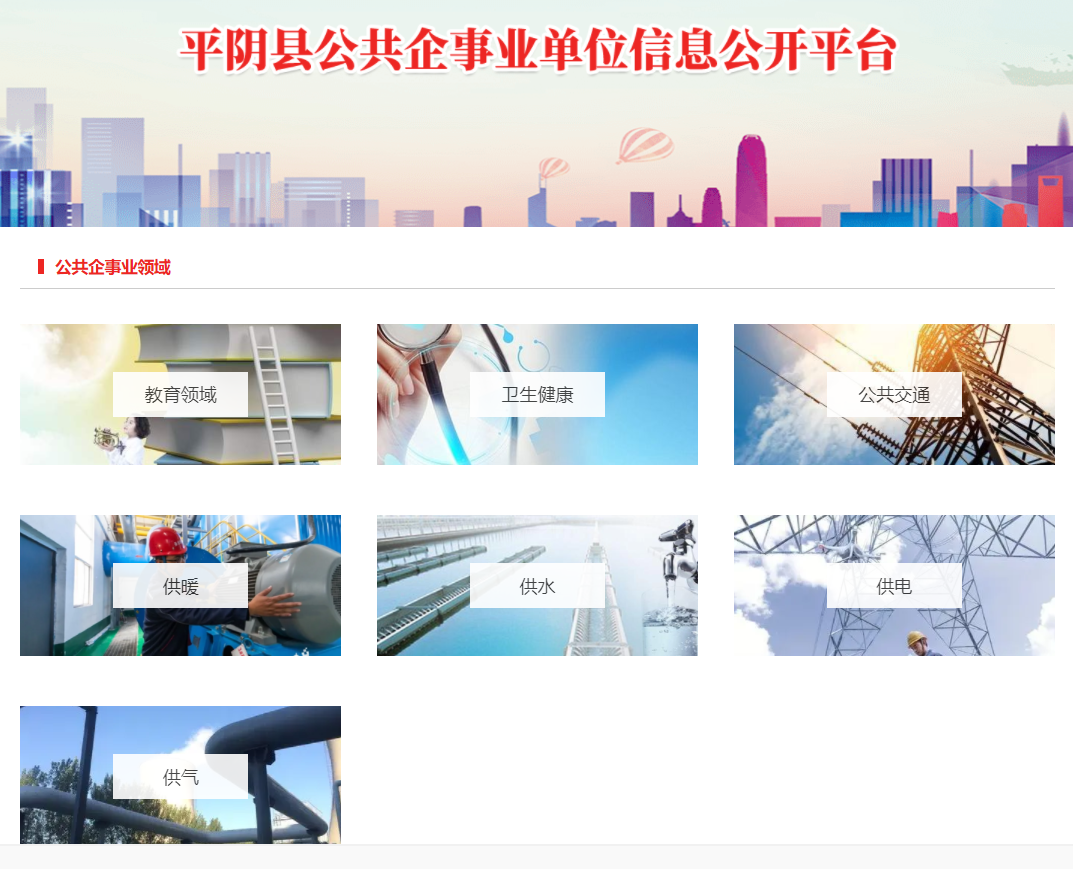 平阴县公共企事业单位信息公开平台
公共企事业领域
教育领域
卫生健康
公共交通
供暖
供水
供电
供气